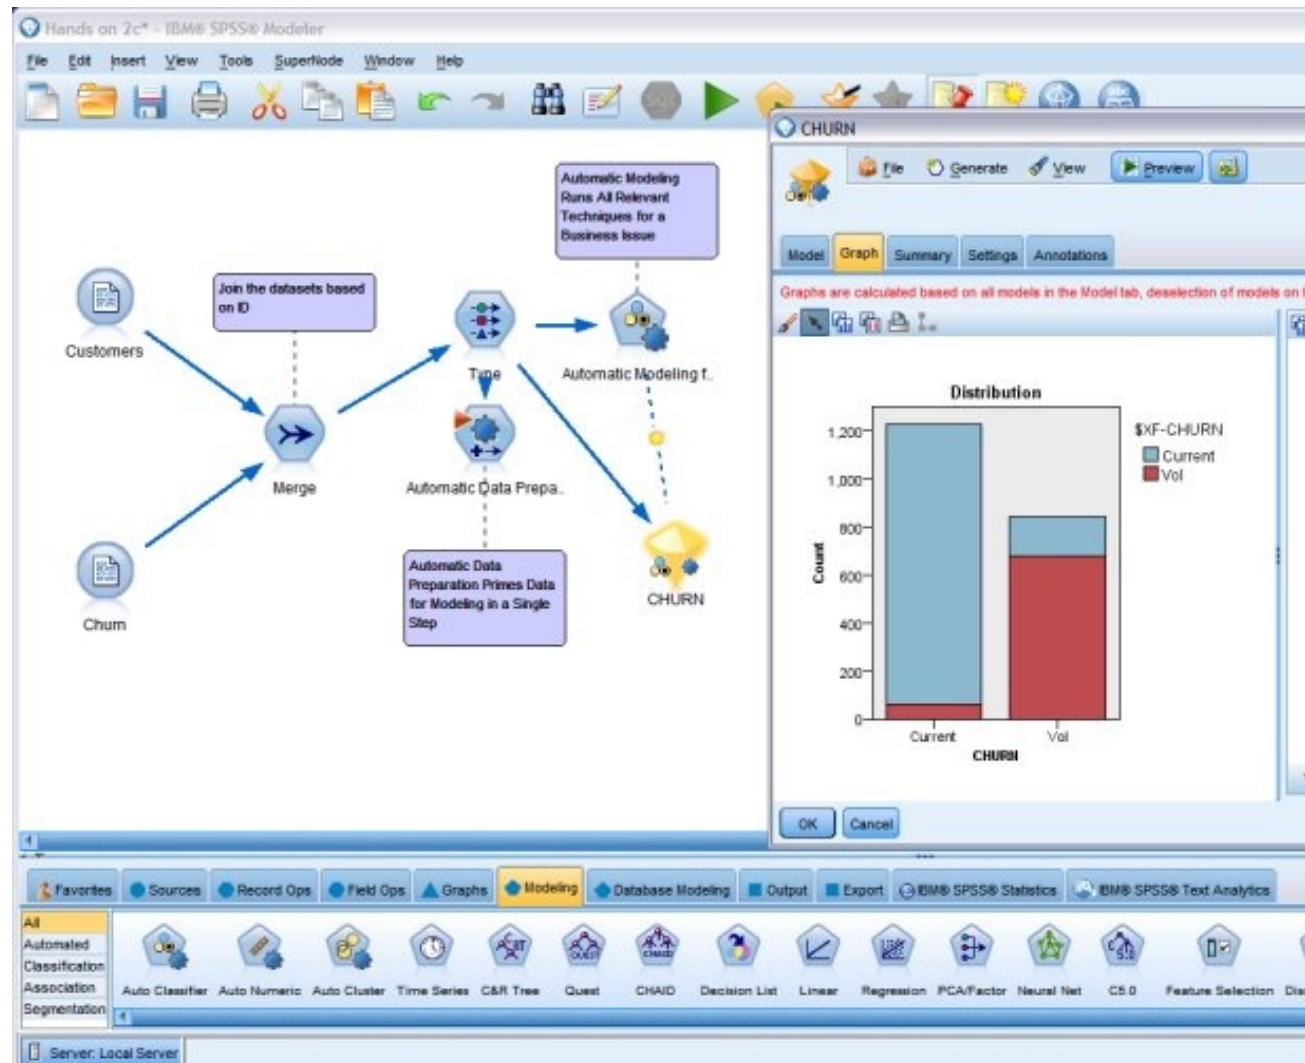 Hands on 2c* - IBM® SPSS® Modeler
File Edit Insert View Tools SuperNode Window Help
SQL
Automatic Modeling
Runs All Relevant
Techniques for a
Business Issue
Join the datasets based
on ID
Customers
Type
Automatic Modeling f..
Merge
Automatic Data Prepa..
Automatic Data
Preparation Primes Data
for Modeling in a Single
Step
CHURN
Churn
CHURN
File Generate View Preview
Model Graph Summary Settings Annotations
Graphs are calculated based on all models in the Model tab, deselection of models on
Distribution
$XF-CHURN
Current
Vol
Count
1,200
1,000
800
600
400
200
0
Current Vol
CHURN
OK Cancel
Favorites Sources Record Ops Field Ops Graphs Modeling Database Modeling Output Export IBM® SPSS® Statistics IBM® SPSS® Text Analytics
All
Automated
Classification
Association
Segmentation
C&RT QUEST CHAID C5.0
Auto Classifier Auto Numeric Auto Cluster Time Series C&R Tree Quest CHAID Decision List Linear Regression PCA/Factor Neural Net C5.0 Feature Selection
Server: Local Server